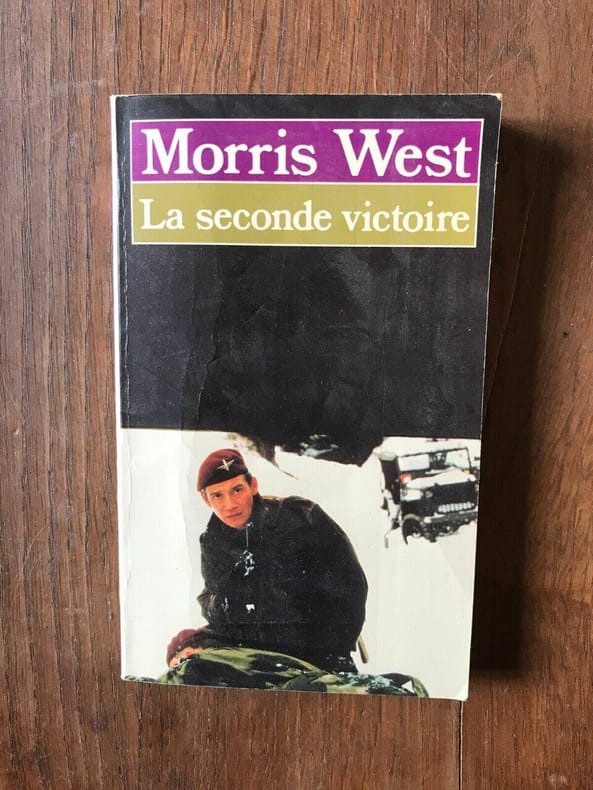 Morris West
La seconde victoire